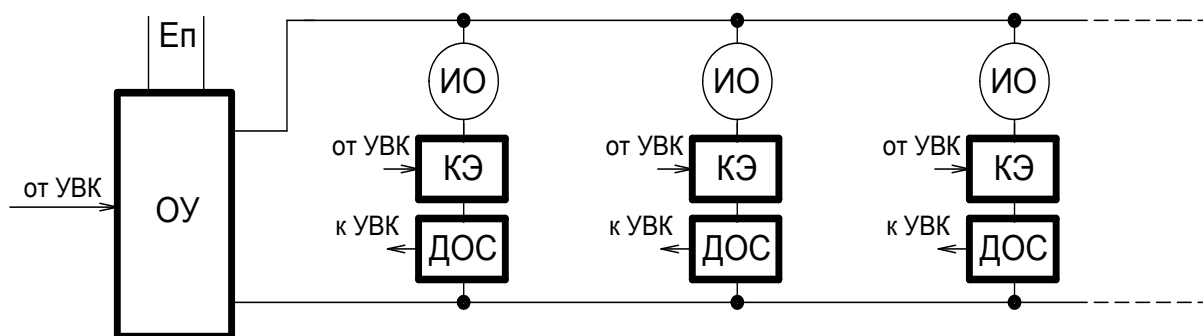 Еп
ИО ИО ИО
от УВК от УВК от УВК
КЭ КЭ КЭ
от УВК
ОУ
к УВК к УВК к УВК
ДОС ДОС ДОС